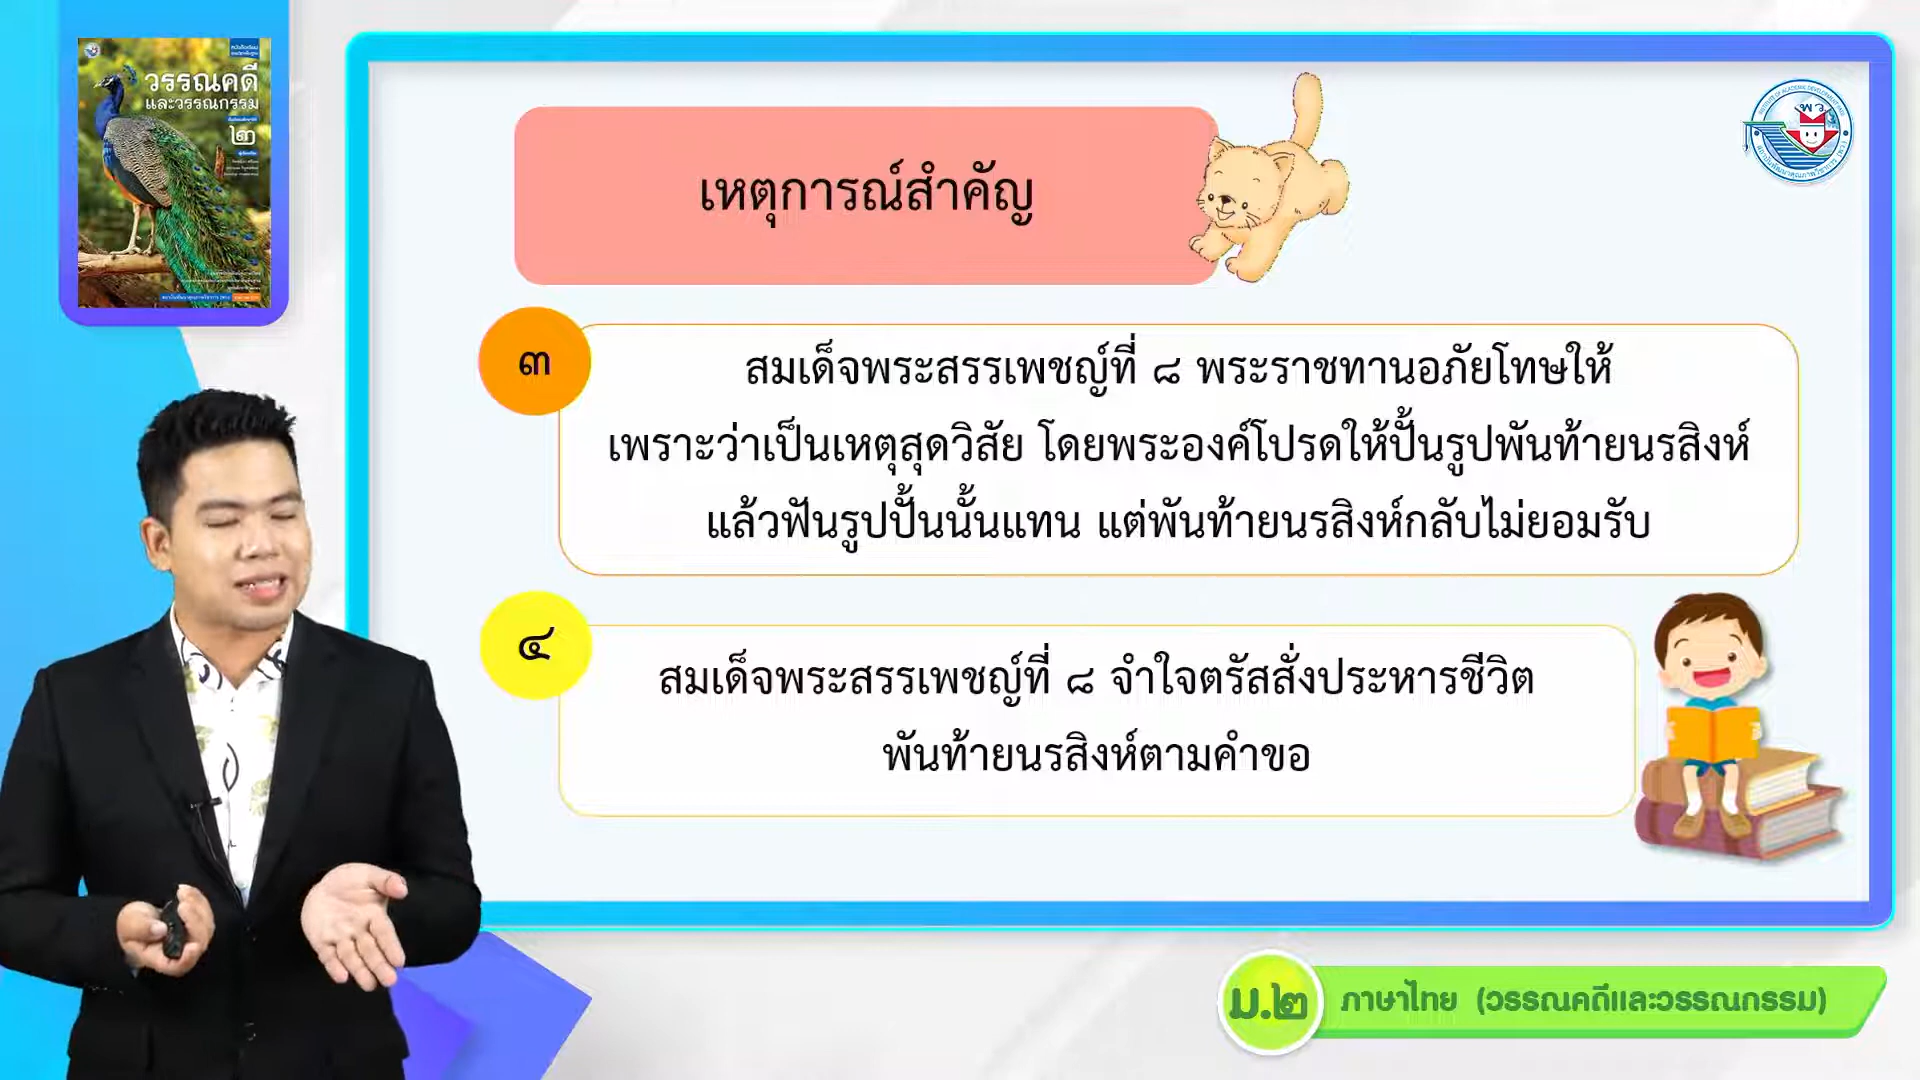 วรรณคดี
และวรรณกรรม
๒
เหตุการณ์สำคัญ
๓
สมเด็จพระสรรเพชญ์ที่ ๘ พระราชทานอภัยโทษให้
เพราะว่าเป็นเหตุสุดวิสัย โดยพระองค์โปรดให้ปั้นรูปพันท้ายนรสิงห์
แล้วฟันรูปปั้นนั้นแทน แต่พันท้ายนรสิงห์กลับไม่ยอมรับ
๔
สมเด็จพระสรรเพชญ์ที่ ๘ จำใจตรัสสั่งประหารชีวิต
พันท้ายนรสิงห์ตามคำขอ
ม.๒ ภาษาไทย (วรรณคดีและวรรณกรรม)